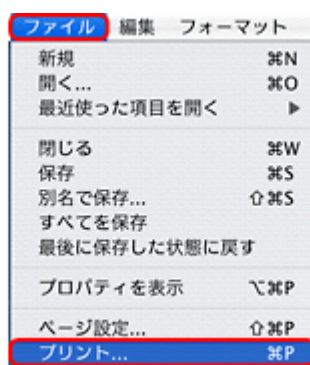 ファイル 編集 フォーマット
新規 ⌘N
開く... ⌘O
最近使った項目を開く ▶
閉じる ⌘W
保存 ⌘S
別名で保存... ⇧⌘S
すべてを保存
最後に保存した状態に戻す
プロパティを表示 ⌥⌘P
ページ設定... ⇧⌘P
プリント... ⌘P